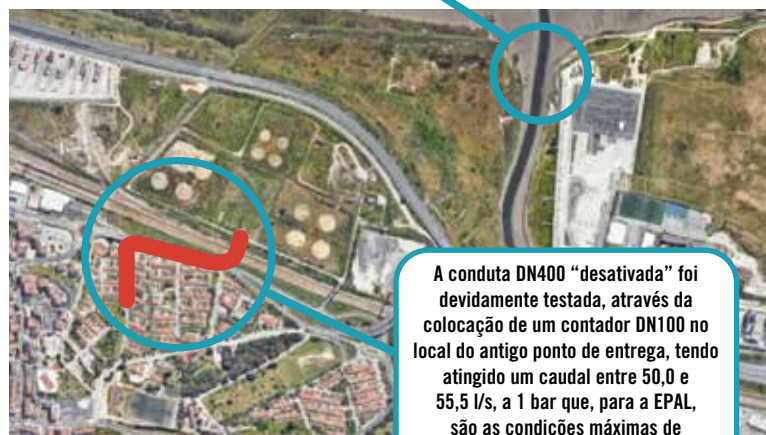 A conduta DN400 “desativada” foi
devidamente testada, através da
colocação de um contador DN100 no
local do antigo ponto de entrega, tendo
atingido um caudal entre 50,0 e
55,5 l/s, a 1 bar que, para a EPAL,
são as condições máximas de